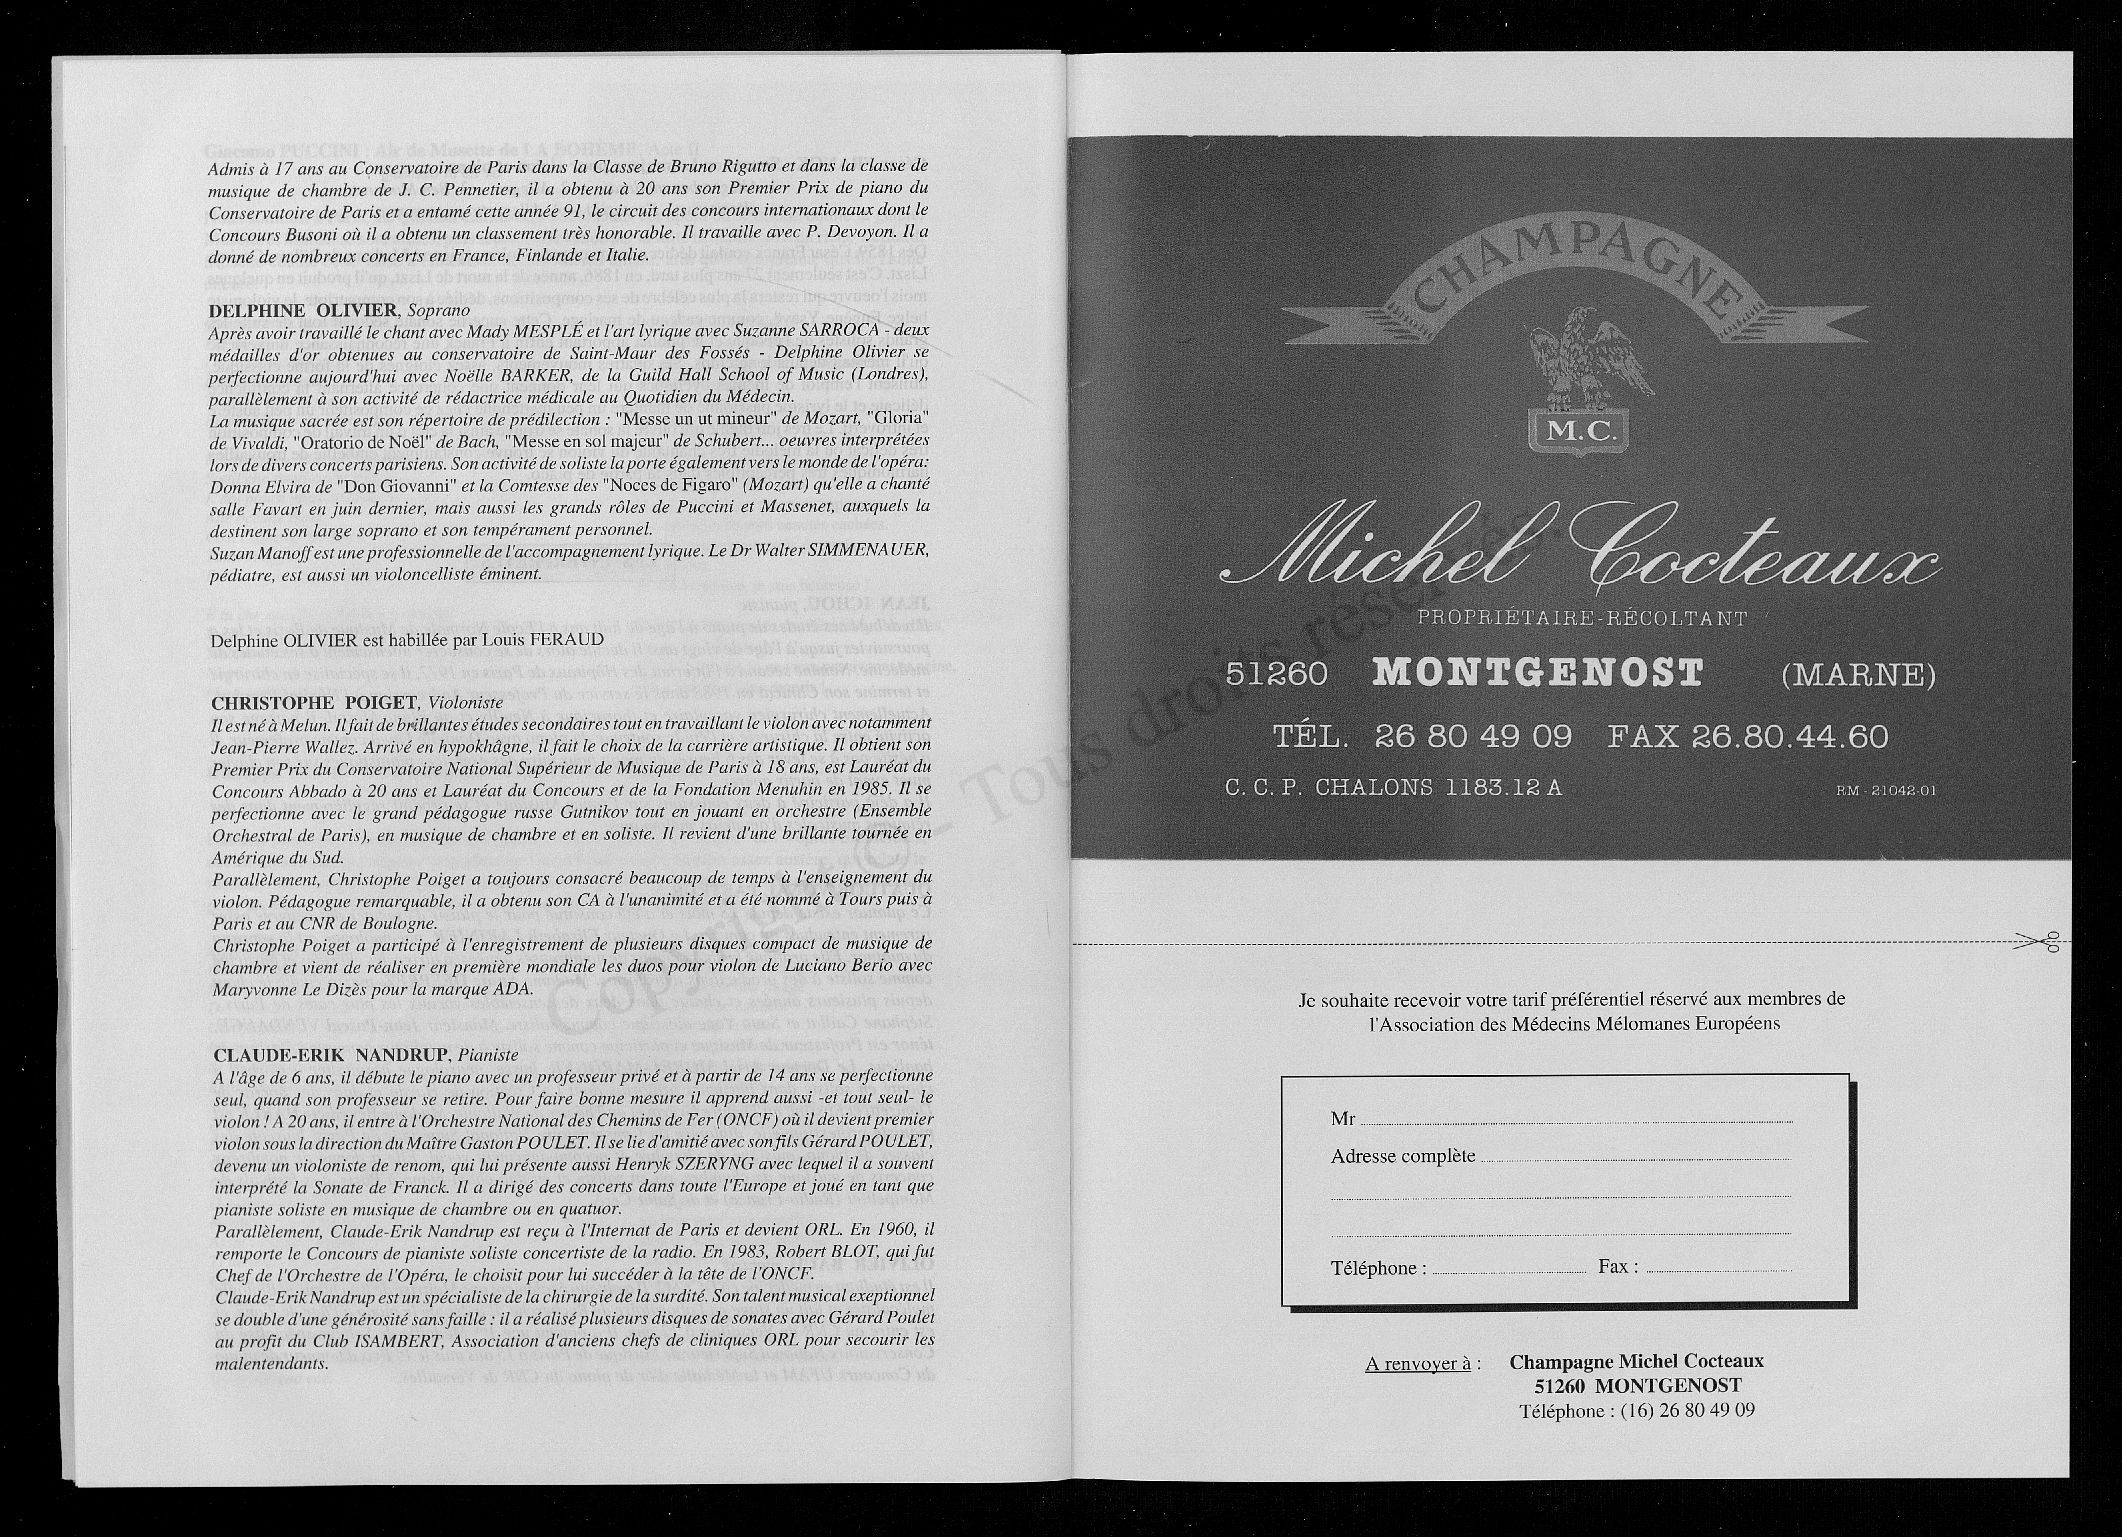 Admis à 17 ans au Conservatoire de Paris dans la Classe de Bruno Rigutto et dans la classe de
musique de chambre de J. C. Pennetier, il a obtenu à 20 ans son Premier Prix de piano du
Conservatoire de Paris et a entamé cette année 91, le circuit des concours internationaux dont le
Concours Busoni où il a obtenu un classement très honorable. Il travaille avec P. Devoyon. Il a
donné de nombreux concerts en France, Finlande et Italie.
DELPHINE OLIVIER, Soprano
Après avoir travaillé le chant avec Mady MESPLÉ et l'art lyrique avec Suzanne SARROCA - deux
médailles d'or obtenues au conservatoire de Saint-Maur des Fossés - Delphine Olivier se
perfectionne aujourd'hui avec Noëlle BARKER, de la Guild Hall School of Music (Londres),
parallèlement à son activité de rédactrice médicale au Quotidien du Médecin.
La musique sacrée est son répertoire de prédilection : "Messe un ut mineur" de Mozart, "Gloria"
de Vivaldi, "Oratorio de Noël" de Bach, "Messe en sol majeur" de Schubert... oeuvres interprétées
lors de divers concerts parisiens. Son activité de soliste la porte également vers le monde de l'opéra:
Donna Elvira de "Don Giovanni" et la Comtesse des "Noces de Figaro" (Mozart) qu'elle a chanté
salle Favart en juin dernier, mais aussi les grands rôles de Puccini et Massenet, auxquels la
destinent son large soprano et son tempérament personnel.
Suzan Manoff est une professionnelle de l'accompagnement lyrique. Le Dr Walter SIMMENAUER,
pédiatre, est aussi un violoncelliste éminent.
Delphine OLIVIER est habillée par Louis FERAUD
CHRISTOPHE POIGET, Violoniste
Il est né à Melun. Il fait de brillantes études secondaires tout en travaillant le violon avec notamment
Jean-Pierre Wallez. Arrivé en hypokhâgne, il fait le choix de la carrière artistique. Il obtient son
Premier Prix du Conservatoire National Supérieur de Musique de Paris à 18 ans, est Lauréat du
Concours Abbado à 20 ans et Lauréat du Concours et de la Fondation Menuhin en 1985. Il se
perfectionne avec le grand pédagogue russe Gutnikov tout en jouant en orchestre (Ensemble
Orchestral de Paris), en musique de chambre et en soliste. Il revient d'une brillante tournée en
Amérique du Sud.
Parallèlement, Christophe Poiget a toujours consacré beaucoup de temps à l'enseignement du
violon. Pédagogue remarquable, il a obtenu son CA à l'unanimité et a été nommé à Tours puis à
Paris et au CNR de Boulogne.
Christophe Poiget a participé à l'enregistrement de plusieurs disques compact de musique de
chambre et vient de réaliser en première mondiale les duos pour violon de Luciano Berio avec
Maryvonne Le Dizès pour la marque ADA.
CLAUDE-ERIK NANDRUP, Pianiste
A l'âge de 6 ans, il débute le piano avec un professeur privé et à partir de 14 ans se perfectionne
seul, quand son professeur se retire. Pour faire bonne mesure il apprend aussi -et tout seul- le
violon ! A 20 ans, il entre à l'Orchestre National des Chemins de Fer (ONCF) où il devient premier
violon sous la direction du Maître Gaston POULET. Il se lie d'amitié avec son fils Gérard POULET,
devenu un violoniste de renom, qui lui présente aussi Henryk SZERYNG avec lequel il a souvent
interprété la Sonate de Franck. Il a dirigé des concerts dans toute l'Europe et joué en tant que
pianiste soliste en musique de chambre ou en quatuor.
Parallèlement, Claude-Erik Nandrup est reçu à l'Internat de Paris et devient ORL. En 1960, il
remporte le Concours de pianiste soliste concertiste de la radio. En 1983, Robert BLOT, qui fut
Chef de l'Orchestre de l'Opéra, le choisit pour lui succéder à la tête de l'ONCF.
Claude-Erik Nandrup est un spécialiste de la chirurgie de la surdité. Son talent musical exeptionnel
se double d'une générosité sans faille : il a réalisé plusieurs disques de sonates avec Gérard Poulet
au profit du Club ISAMBERT, Association d'anciens chefs de cliniques ORL pour secourir les
malentendants.
CHAMPAGNE
M.C.
Michel Cocteaux
PROPRIÉTAIRE-RÉCOLTANT
51260 MONTGENOST (MARNE)
TÉL. 26 80 49 09 FAX 26.80.44.60
C. C. P. CHALONS 1183.12 A RM - 21042-01
Je souhaite recevoir votre tarif préférentiel réservé aux membres de
l'Association des Médecins Mélomanes Européens
Mr
Adresse complète
Téléphone : Fax :
A renvoyer à : Champagne Michel Cocteaux
51260 MONTGENOST
Téléphone : (16) 26 80 49 09
Copyright © - Tous droits réservés